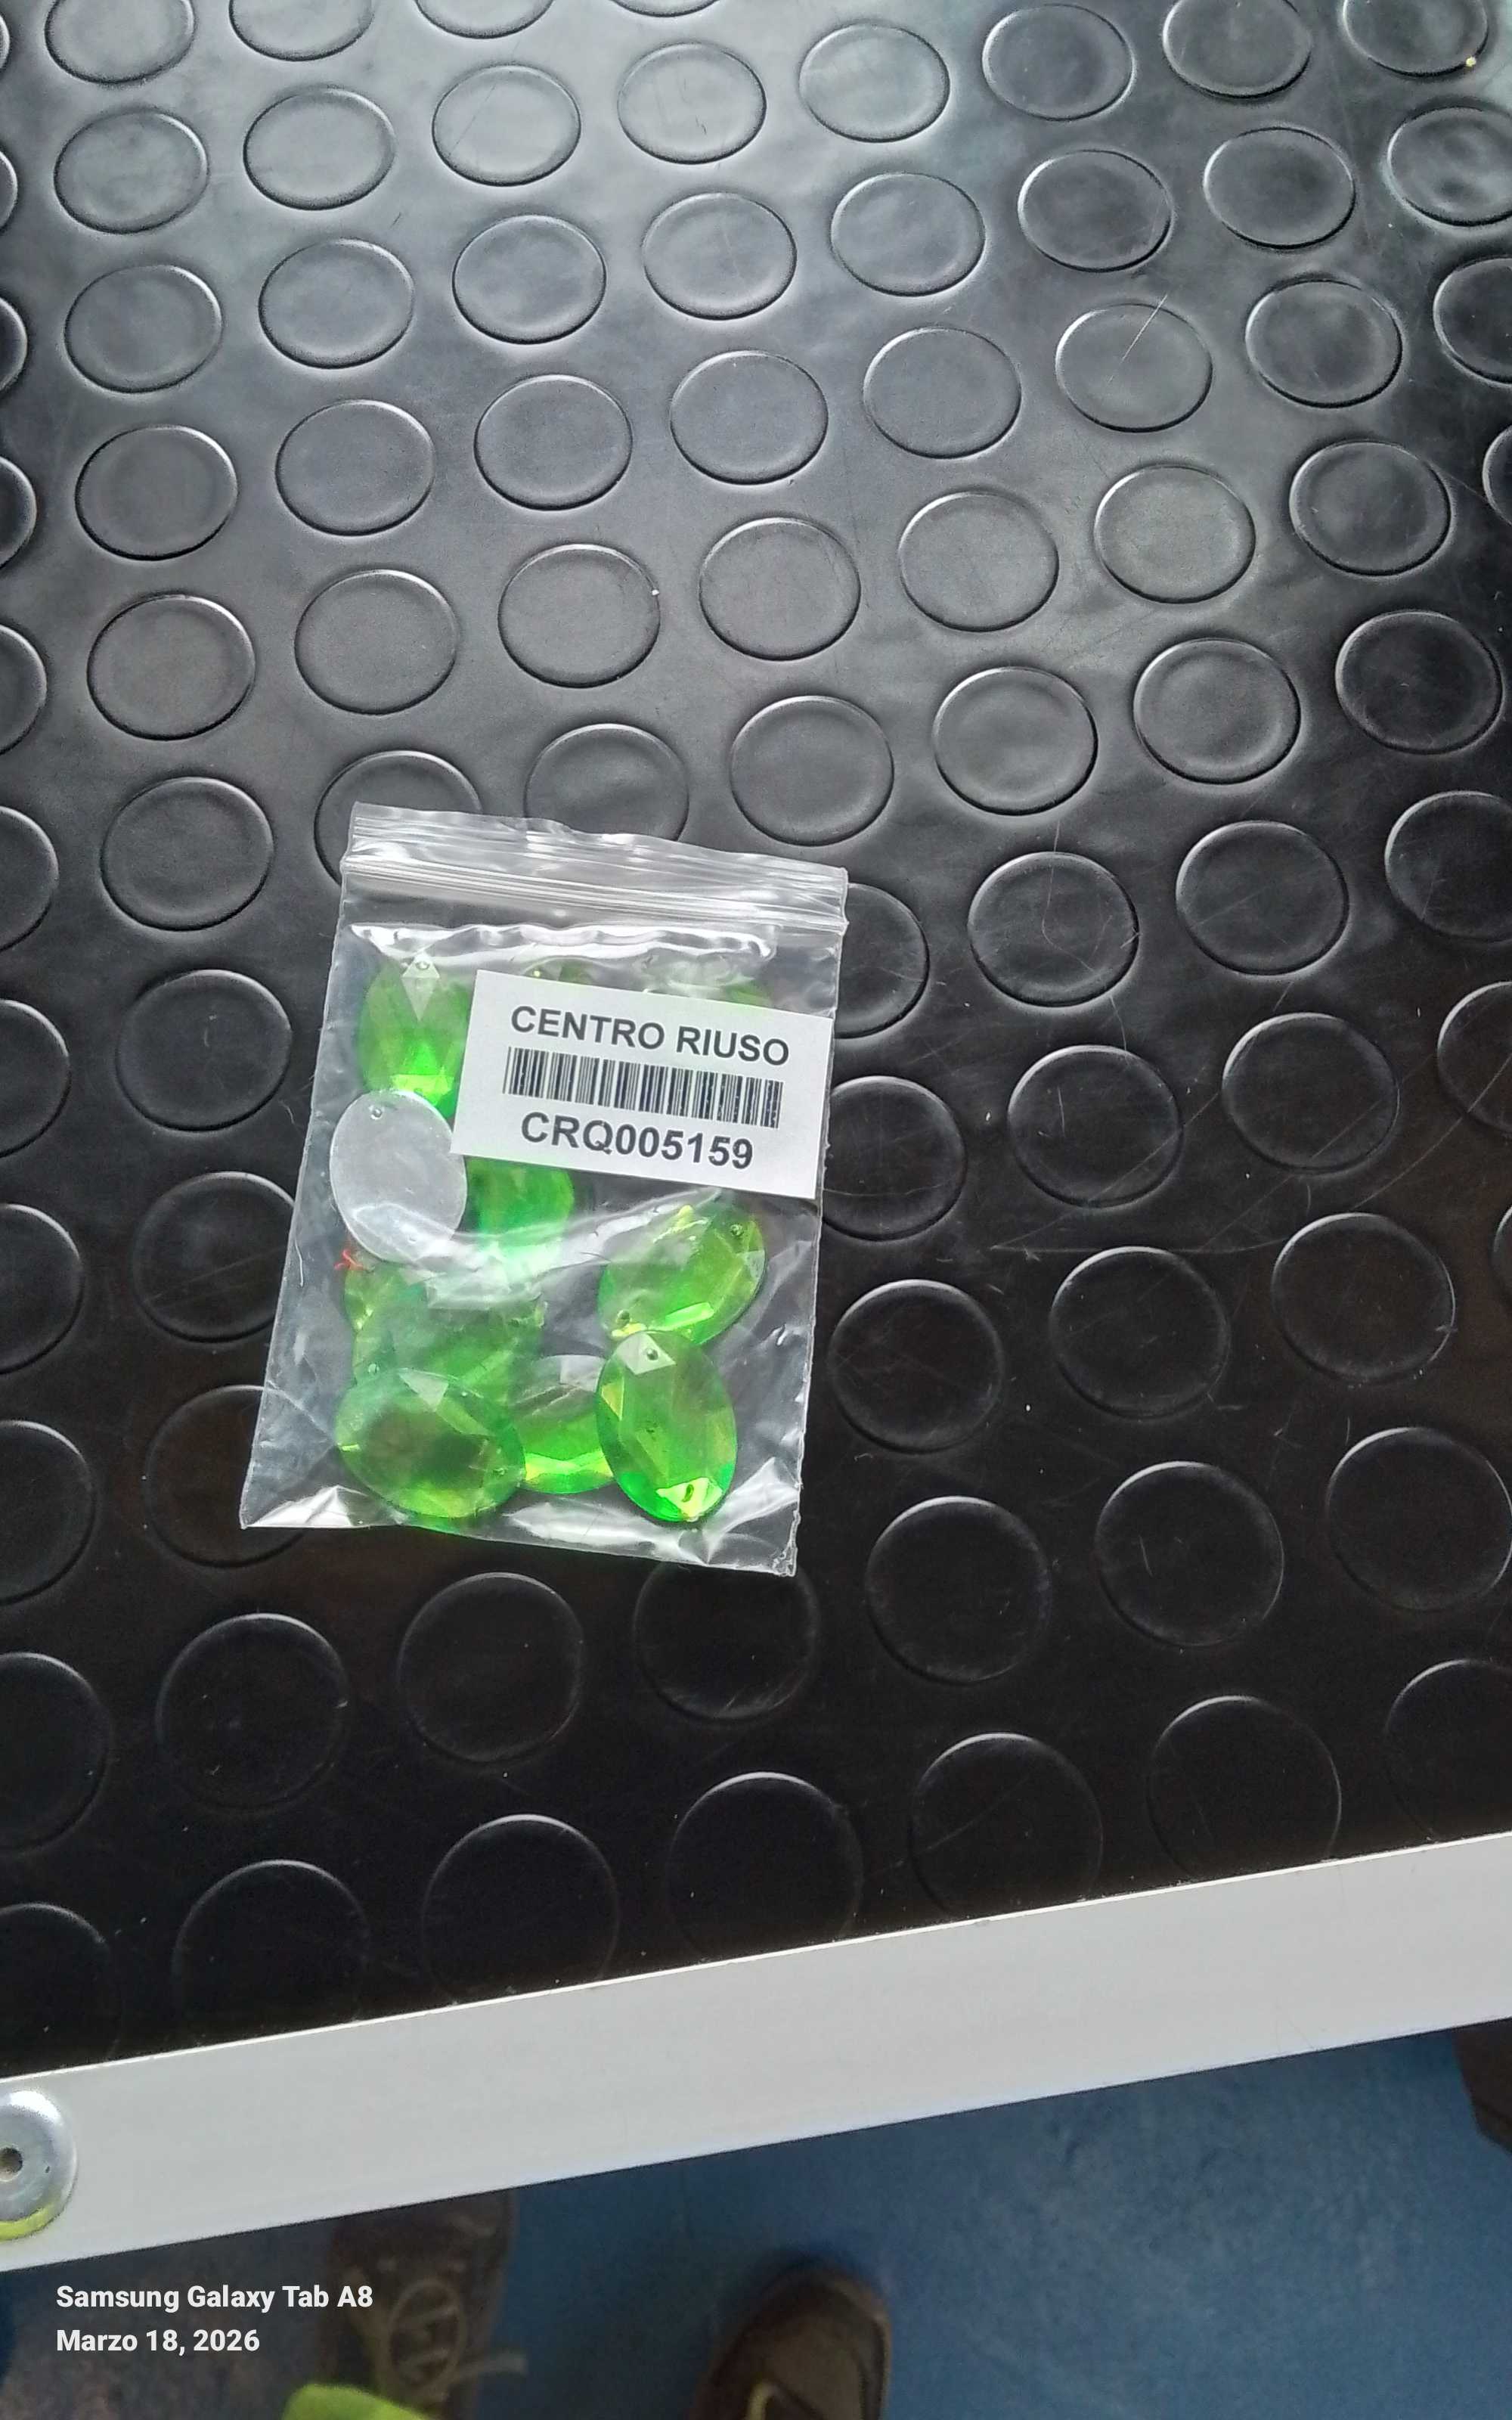 CENTRO RIUSO
CRQ005159
Samsung Galaxy Tab A8
Marzo 18, 2026